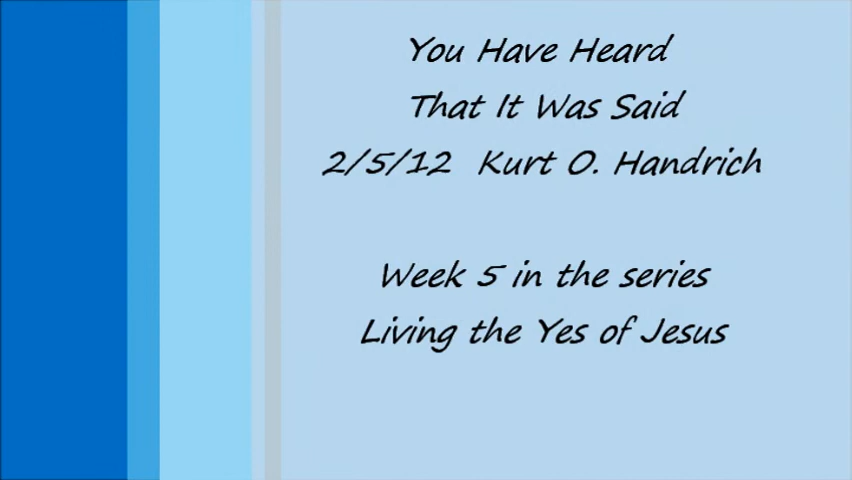 You Have Heard
That It Was Said
2/5/12 Kurt O. Handrich
Week 5 in the series
Living the Yes of Jesus